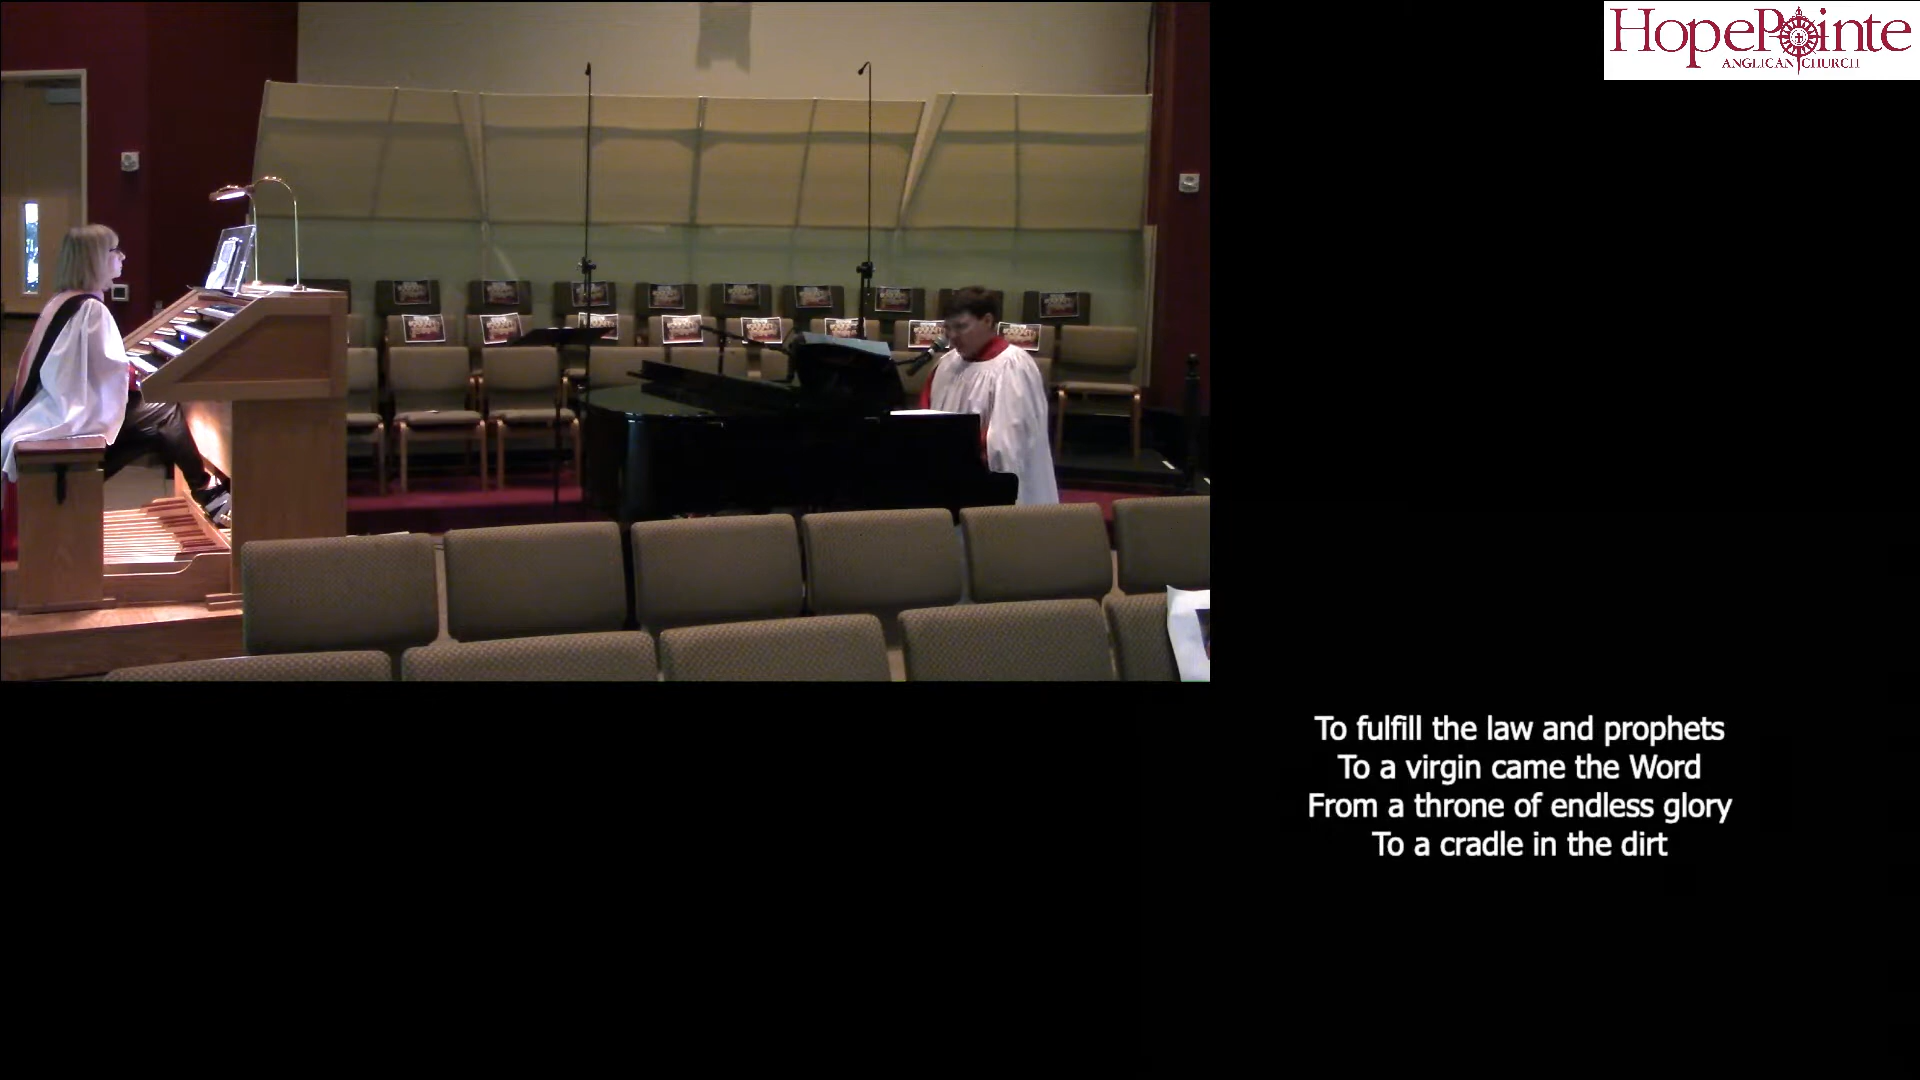 HopePointe
ANGLICAN CHURCH
To fulfill the law and prophets
To a virgin came the Word
From a throne of endless glory
To a cradle in the dirt